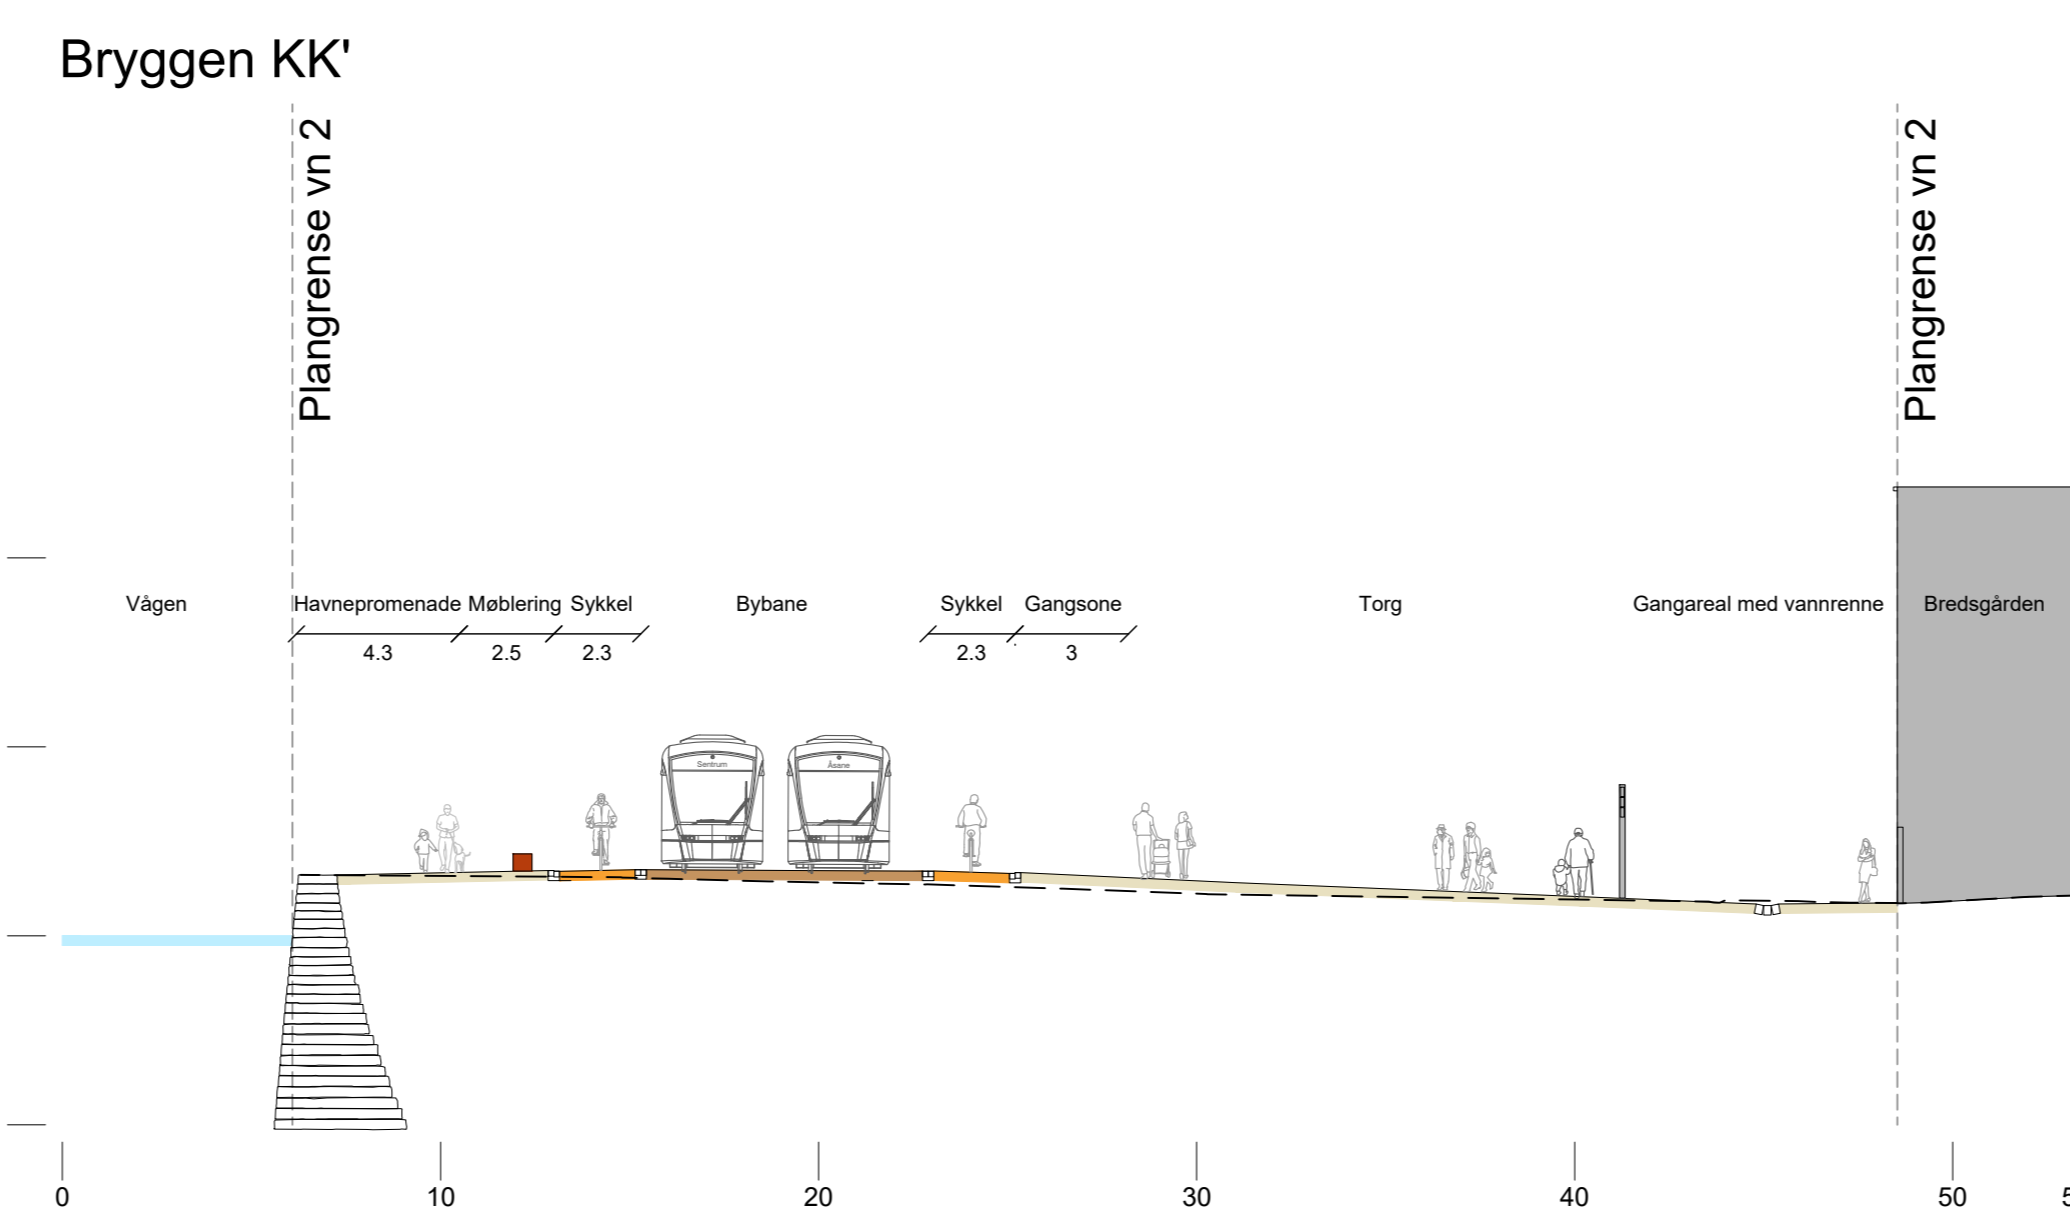 Bryggen KK'
Plangrense vn 2
Plangrense vn 2
Vågen
Havnepromenade
Møblering
Sykkel
Bybane
Sykkel
Gangsone
Torg
Gangareal med vannrenne
Bredsgården
4.3
2.5
2.3
2.3
3
Sentrum
Åsane
0
10
20
30
40
50